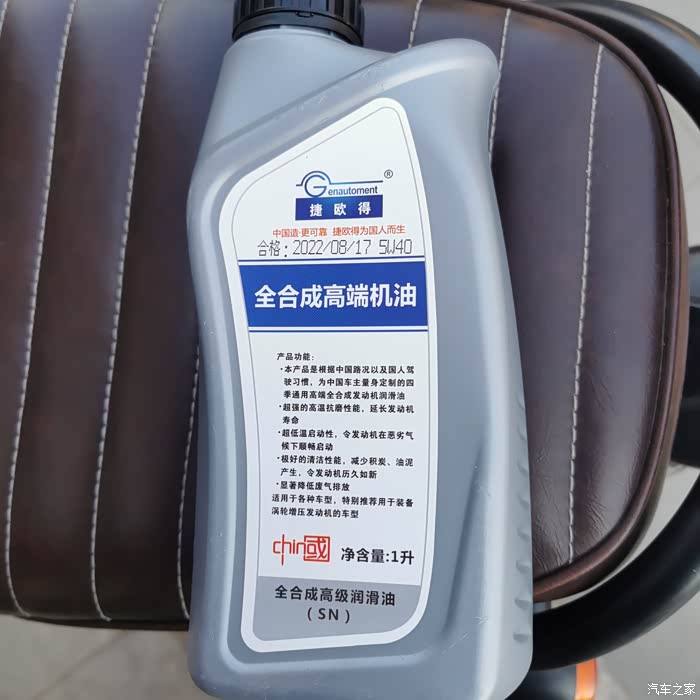 Genautoment®
捷欧得
中国造·更可靠 捷欧得为国人而生
合格:2022/08/17 5W40
全合成高端机油
产品功能:
·本产品是根据中国路况以及国人驾
驶习惯,为中国车主量身定制的四
季通用高端全合成发动机润滑油
·超强的高温抗磨性能,延长发动机
寿命
·超低温启动性,令发动机在恶劣气
候下顺畅启动
·极好的清洁性能,减少积炭、油泥
产生,令发动机历久如新
·显著降低废气排放
适用于各种车型,特别推荐用于装备
涡轮增压发动机的车型
chin國 净含量:1升
全合成高级润滑油
(SN)
汽车之家